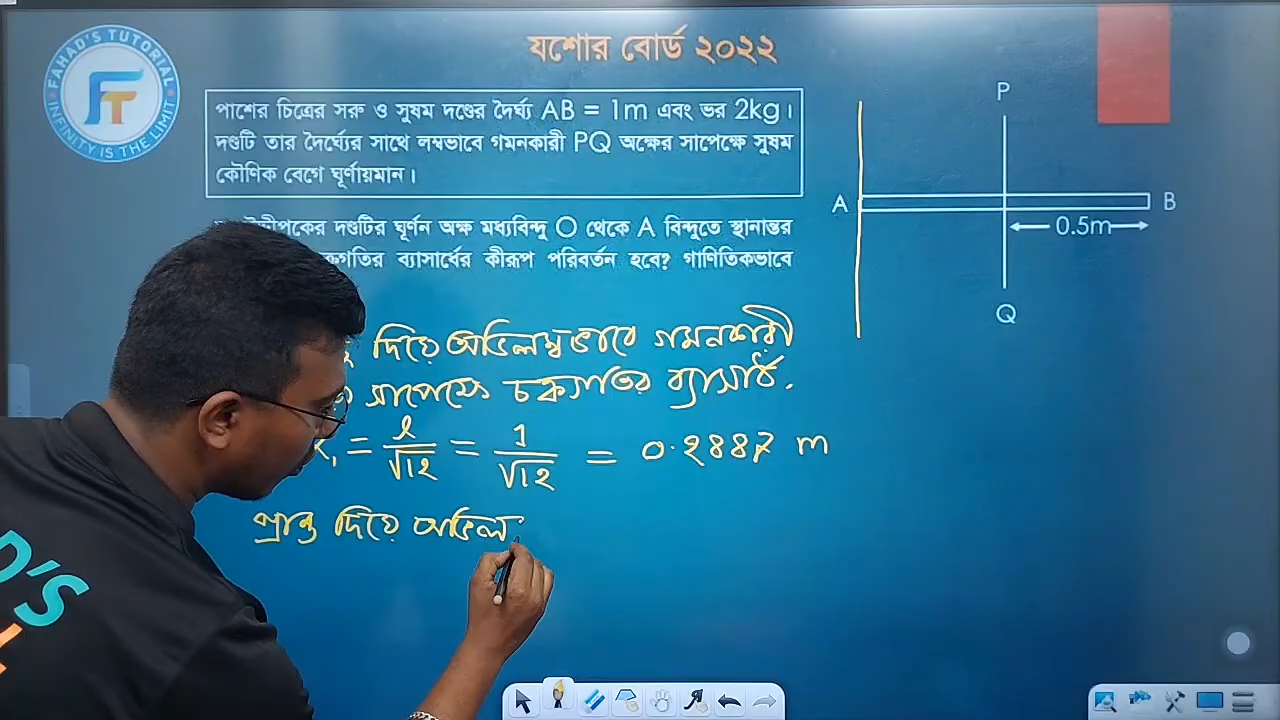 যশোর বোর্ড ২০২২
FAHAD'S TUTORIAL
FT
INFINITY IS THE LIMIT
পাশের চিত্রের সরু ও সুষম দণ্ডের দৈর্ঘ্য AB = 1m এবং ভর 2kg।
দণ্ডটি তার দৈর্ঘ্যের সাথে লম্বভাবে গমনকারী PQ অক্ষের সাপেক্ষে সুষম
কৌণিক বেগে ঘূর্ণায়মান।
দণ্ডটির ঘূর্ণন অক্ষ মধ্যবিন্দু O থেকে A বিন্দুতে স্থানান্তর
ব্যাসার্ধের কীরূপ পরিবর্তন হবে? গাণিতিকভাবে
P
A
B
0.5m
Q
দিয়ে অভিলম্বভাবে গমনকারী
সাপেক্ষে চক্রগতির ব্যাসার্ধ.
= l/√12 = 1/√12 = 0.2887 m
প্রান্ত দিয়ে অভিল
D'S